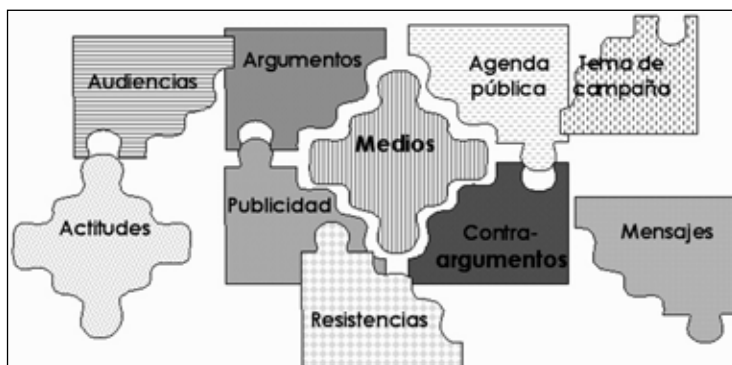 Audiencias
Argumentos
Agenda
pública
Tema de
campaña
Medios
Actitudes
Publicidad
Contra-
argumentos
Mensajes
Resistencias